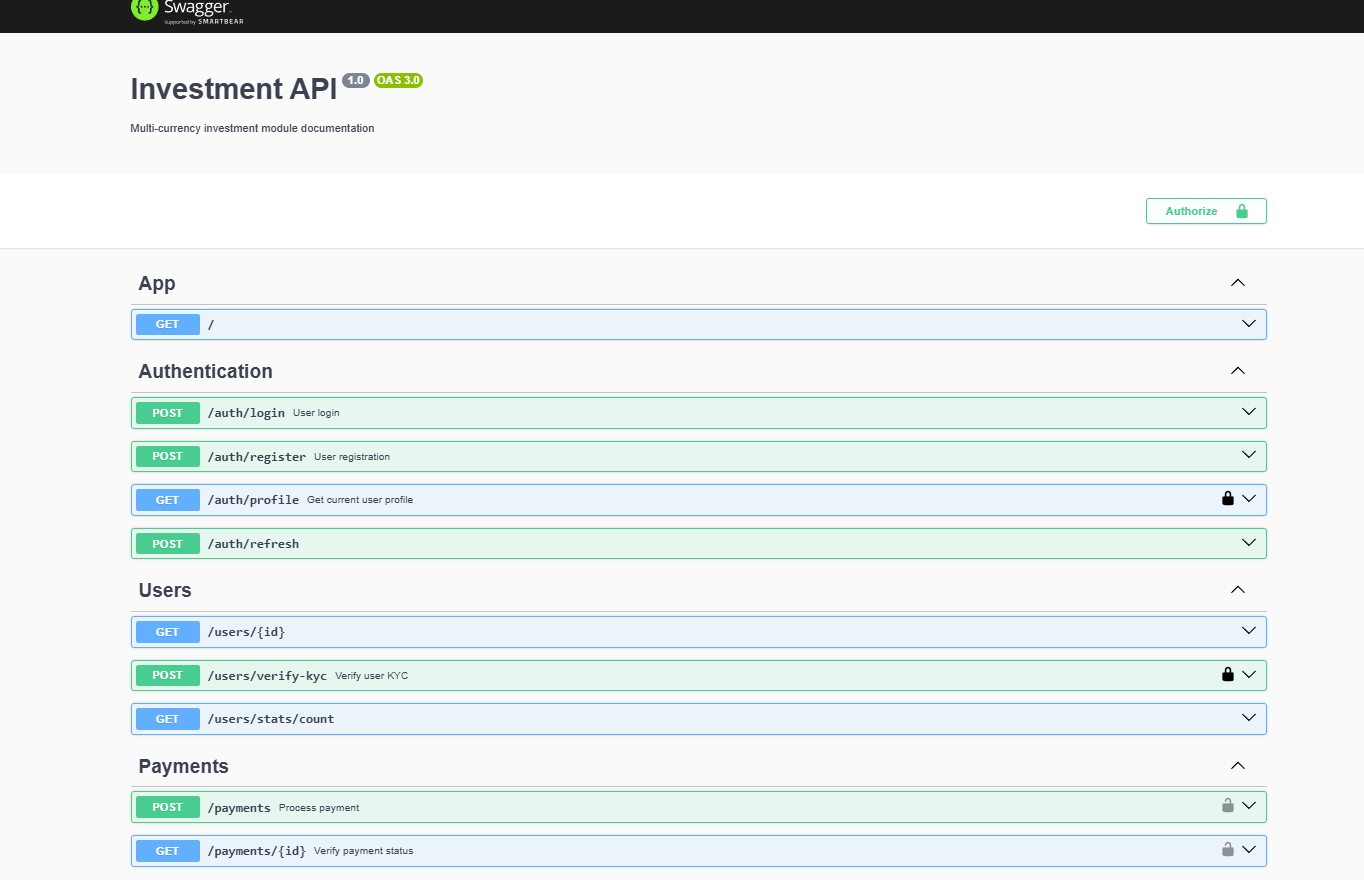 Swagger.
Supported by SMARTBEAR
Investment API 1.0 OAS 3.0
Multi-currency investment module documentation
Authorize
App
GET /
Authentication
POST /auth/login User login
POST /auth/register User registration
GET /auth/profile Get current user profile
POST /auth/refresh
Users
GET /users/{id}
POST /users/verify-kyc Verify user KYC
GET /users/stats/count
Payments
POST /payments Process payment
GET /payments/{id} Verify payment status